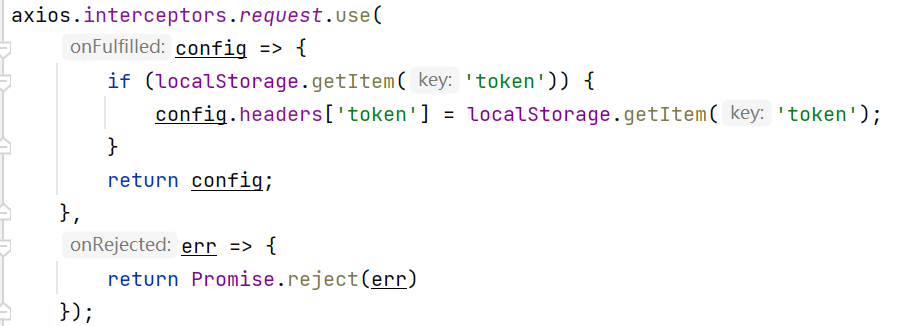 axios.interceptors.request.use(
onFulfilled: config => {
if (localStorage.getItem( key: 'token')) {
config.headers['token'] = localStorage.getItem( key: 'token');
}
return config;
},
onRejected: err => {
return Promise.reject(err)
});